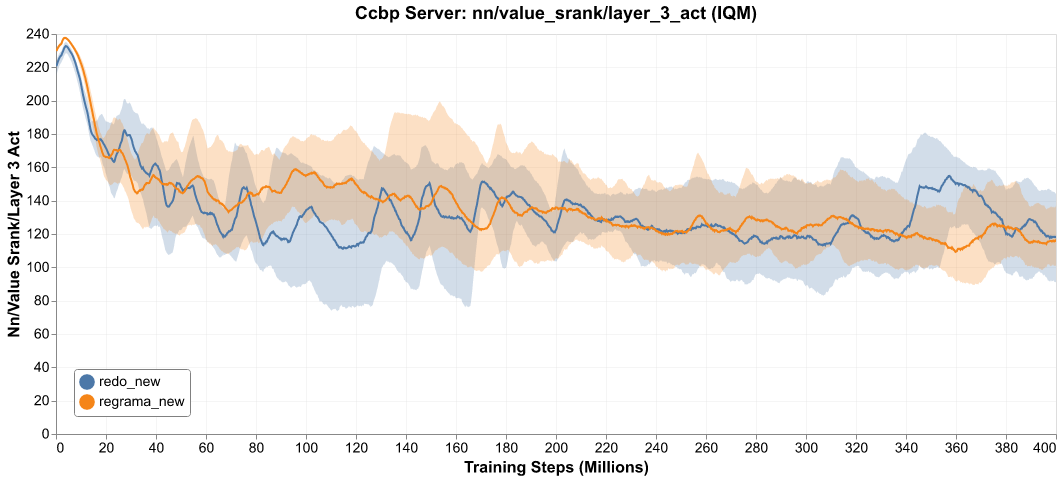 Ccbp Server: nn/value_srank/layer_3_act (IQM)
Nn/Value Srank/Layer 3 Act
240
220
200
180
160
140
120
100
80
60
40
20
0
redo_new
regrama_new
0 20 40 60 80 100 120 140 160 180 200 220 240 260 280 300 320 340 360 380 400
Training Steps (Millions)